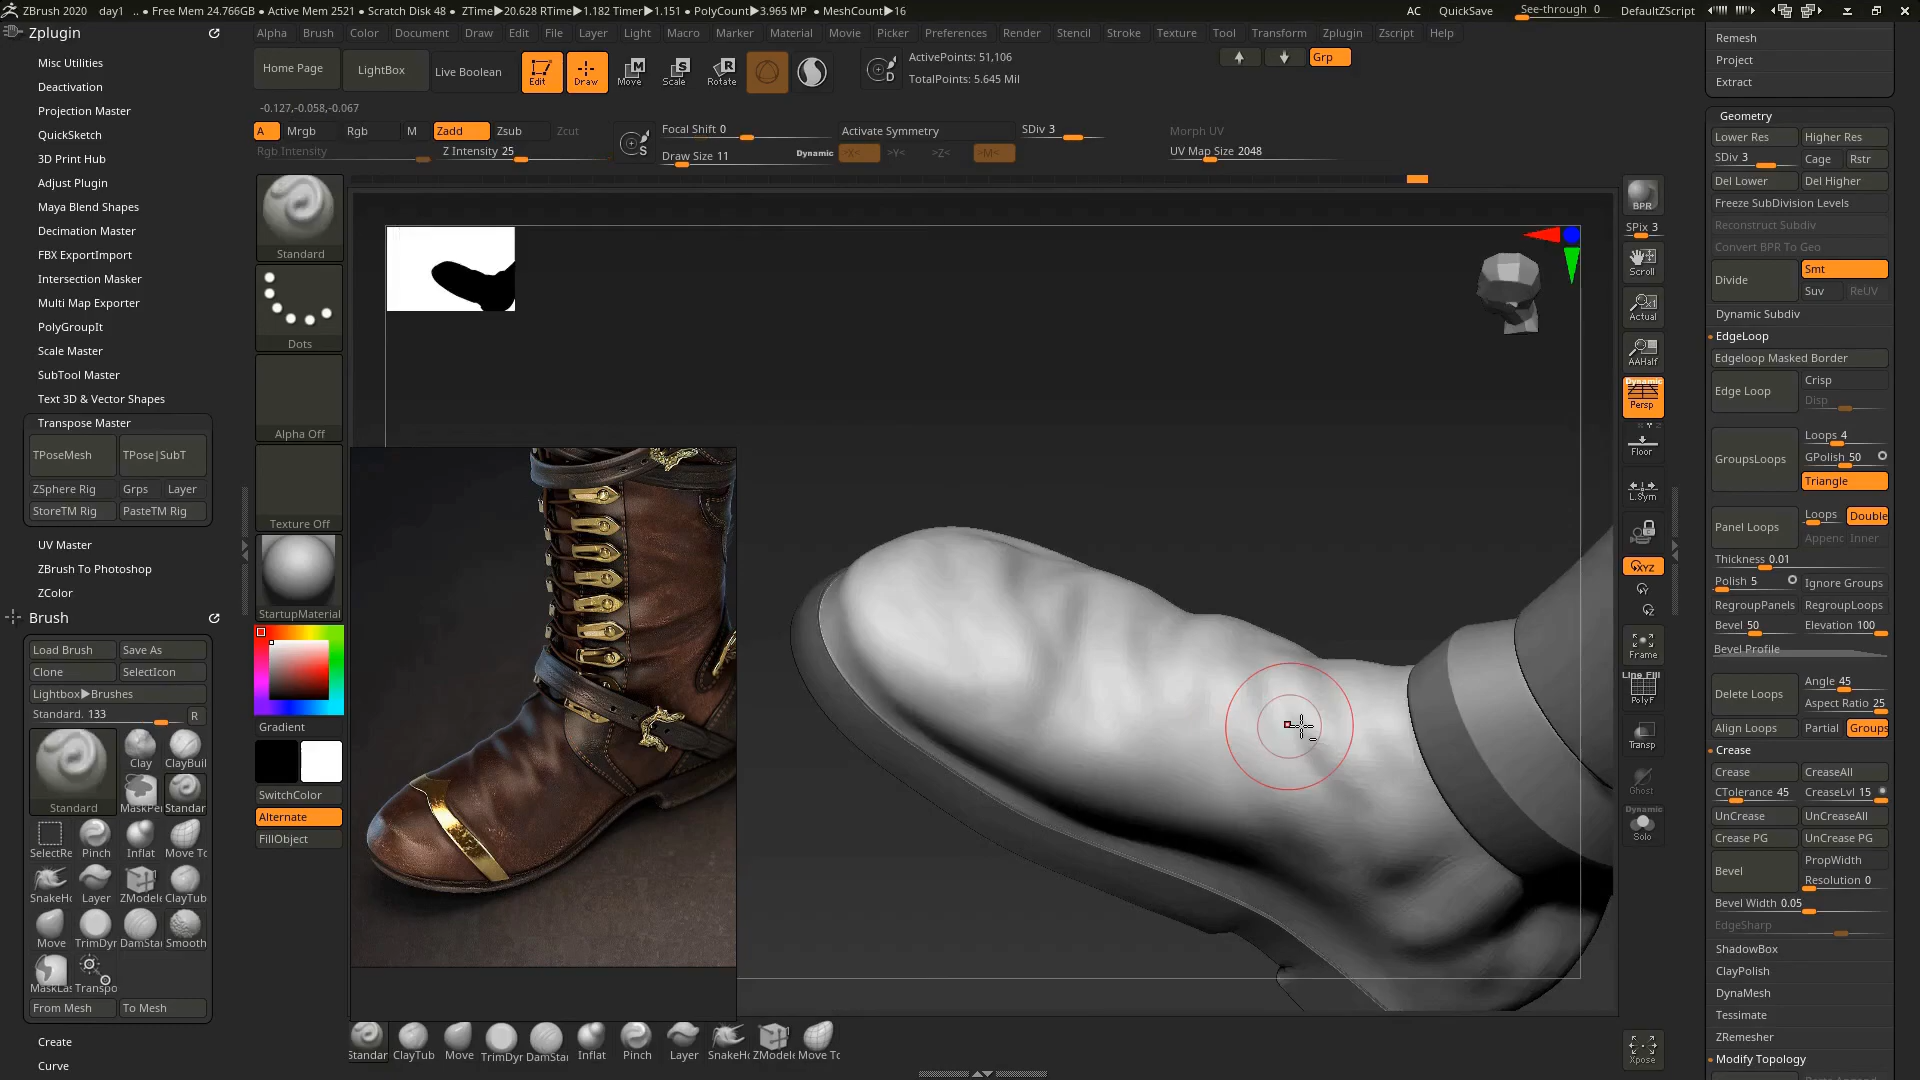 ZBrush 2020 day1 .. • Free Mem 24.766GB • Active Mem 2521 • Scratch Disk 48 • ZTime▸20.628 RTime▸1.182 Timer▸1.151 • PolyCount▸3.965 MP • MeshCount▸16 AC QuickSave See-through 0 DefaultZScript
Alpha Brush Color Document Draw Edit File Layer Light Macro Marker Material Movie Picker Preferences Render Stencil Stroke Texture Tool Transform Zplugin Zscript Help
Zplugin
Misc Utilities
Deactivation
Projection Master
QuickSketch
3D Print Hub
Adjust Plugin
Maya Blend Shapes
Decimation Master
FBX ExportImport
Intersection Masker
Multi Map Exporter
PolyGroupIt
Scale Master
SubTool Master
Text 3D & Vector Shapes
Transpose Master
TPoseMesh TPose|SubT
ZSphere Rig Grps Layer
StoreTM Rig PasteTM Rig
UV Master
ZBrush To Photoshop
ZColor
Brush
Load Brush Save As
Clone SelectIcon
Lightbox▶Brushes
Standard. 133 R
Standard Clay ClayBuil
MaskPe Standar
SelectRe Pinch Inflat Move To
SnakeHo Layer ZModele ClayTub
Move TrimDyn DamStan Smooth
MaskLas Transpo
From Mesh To Mesh
Create
Curve
Home Page LightBox Live Boolean Edit Draw Move Scale Rotate
M S R
D
ActivePoints: 51,106
TotalPoints: 5.645 Mil
Grp
-0.127,-0.058,-0.067
A Mrgb Rgb M Zadd Zsub Zcut
Rgb Intensity Z Intensity 25
S
Focal Shift 0
Draw Size 11 Dynamic
Activate Symmetry
>X< >Y< >Z< >M<
SDiv 3
Morph UV
UV Map Size 2048
Standard
Dots
Alpha Off
Texture Off
StartupMaterial
Gradient
SwitchColor
Alternate
FillObject
BPR
SPix 3
Scroll
Actual
AAHalf
Dynamic
Persp
Floor
L.Sym
XYZ
Y
Z
Frame
Line Fill
PolyF
Transp
Ghost
Dynamic
Solo
Xpose
Standar ClayTub Move TrimDyr DamStar Inflat Pinch Layer SnakeHo ZModele Move To
Remesh
Project
Extract
Geometry
Lower Res Higher Res
SDiv 3 Cage Rstr
Del Lower Del Higher
Freeze SubDivision Levels
Reconstruct Subdiv
Convert BPR To Geo
Divide Smt
Suv ReUV
Dynamic Subdiv
EdgeLoop
Edgeloop Masked Border
Edge Loop Crisp
Disp
GroupsLoops Loops 4
GPolish 50
Triangle
Panel Loops Loops Double
Append Inner
Thickness 0.01
Polish 5 Ignore Groups
RegroupPanels RegroupLoops
Bevel 50 Elevation 100
Bevel Profile
Delete Loops Angle 45
Aspect Ratio 25
Align Loops Partial Groups
Crease
Crease CreaseAll
CTolerance 45 CreaseLvl 15
UnCrease UnCreaseAll
Crease PG UnCrease PG
Bevel PropWidth
Resolution 0
Bevel Width 0.05
EdgeSharp
ShadowBox
ClayPolish
DynaMesh
Tessimate
ZRemesher
Modify Topology